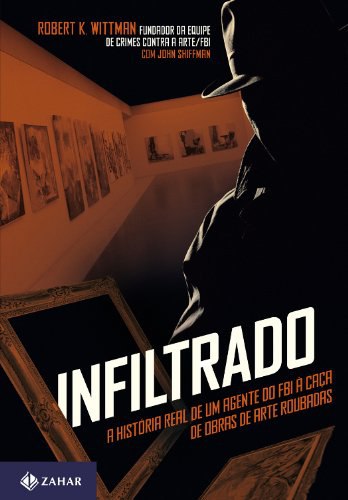 ROBERT K. WITTMAN FUNDADOR DA EQUIPE
DE CRIMES CONTRA A ARTE/FBI
COM JOHN SHIFFMAN
INFILTRADO
A HISTÓRIA REAL DE UM AGENTE DO FBI À CAÇA
DE OBRAS DE ARTE ROUBADAS
ZAHAR